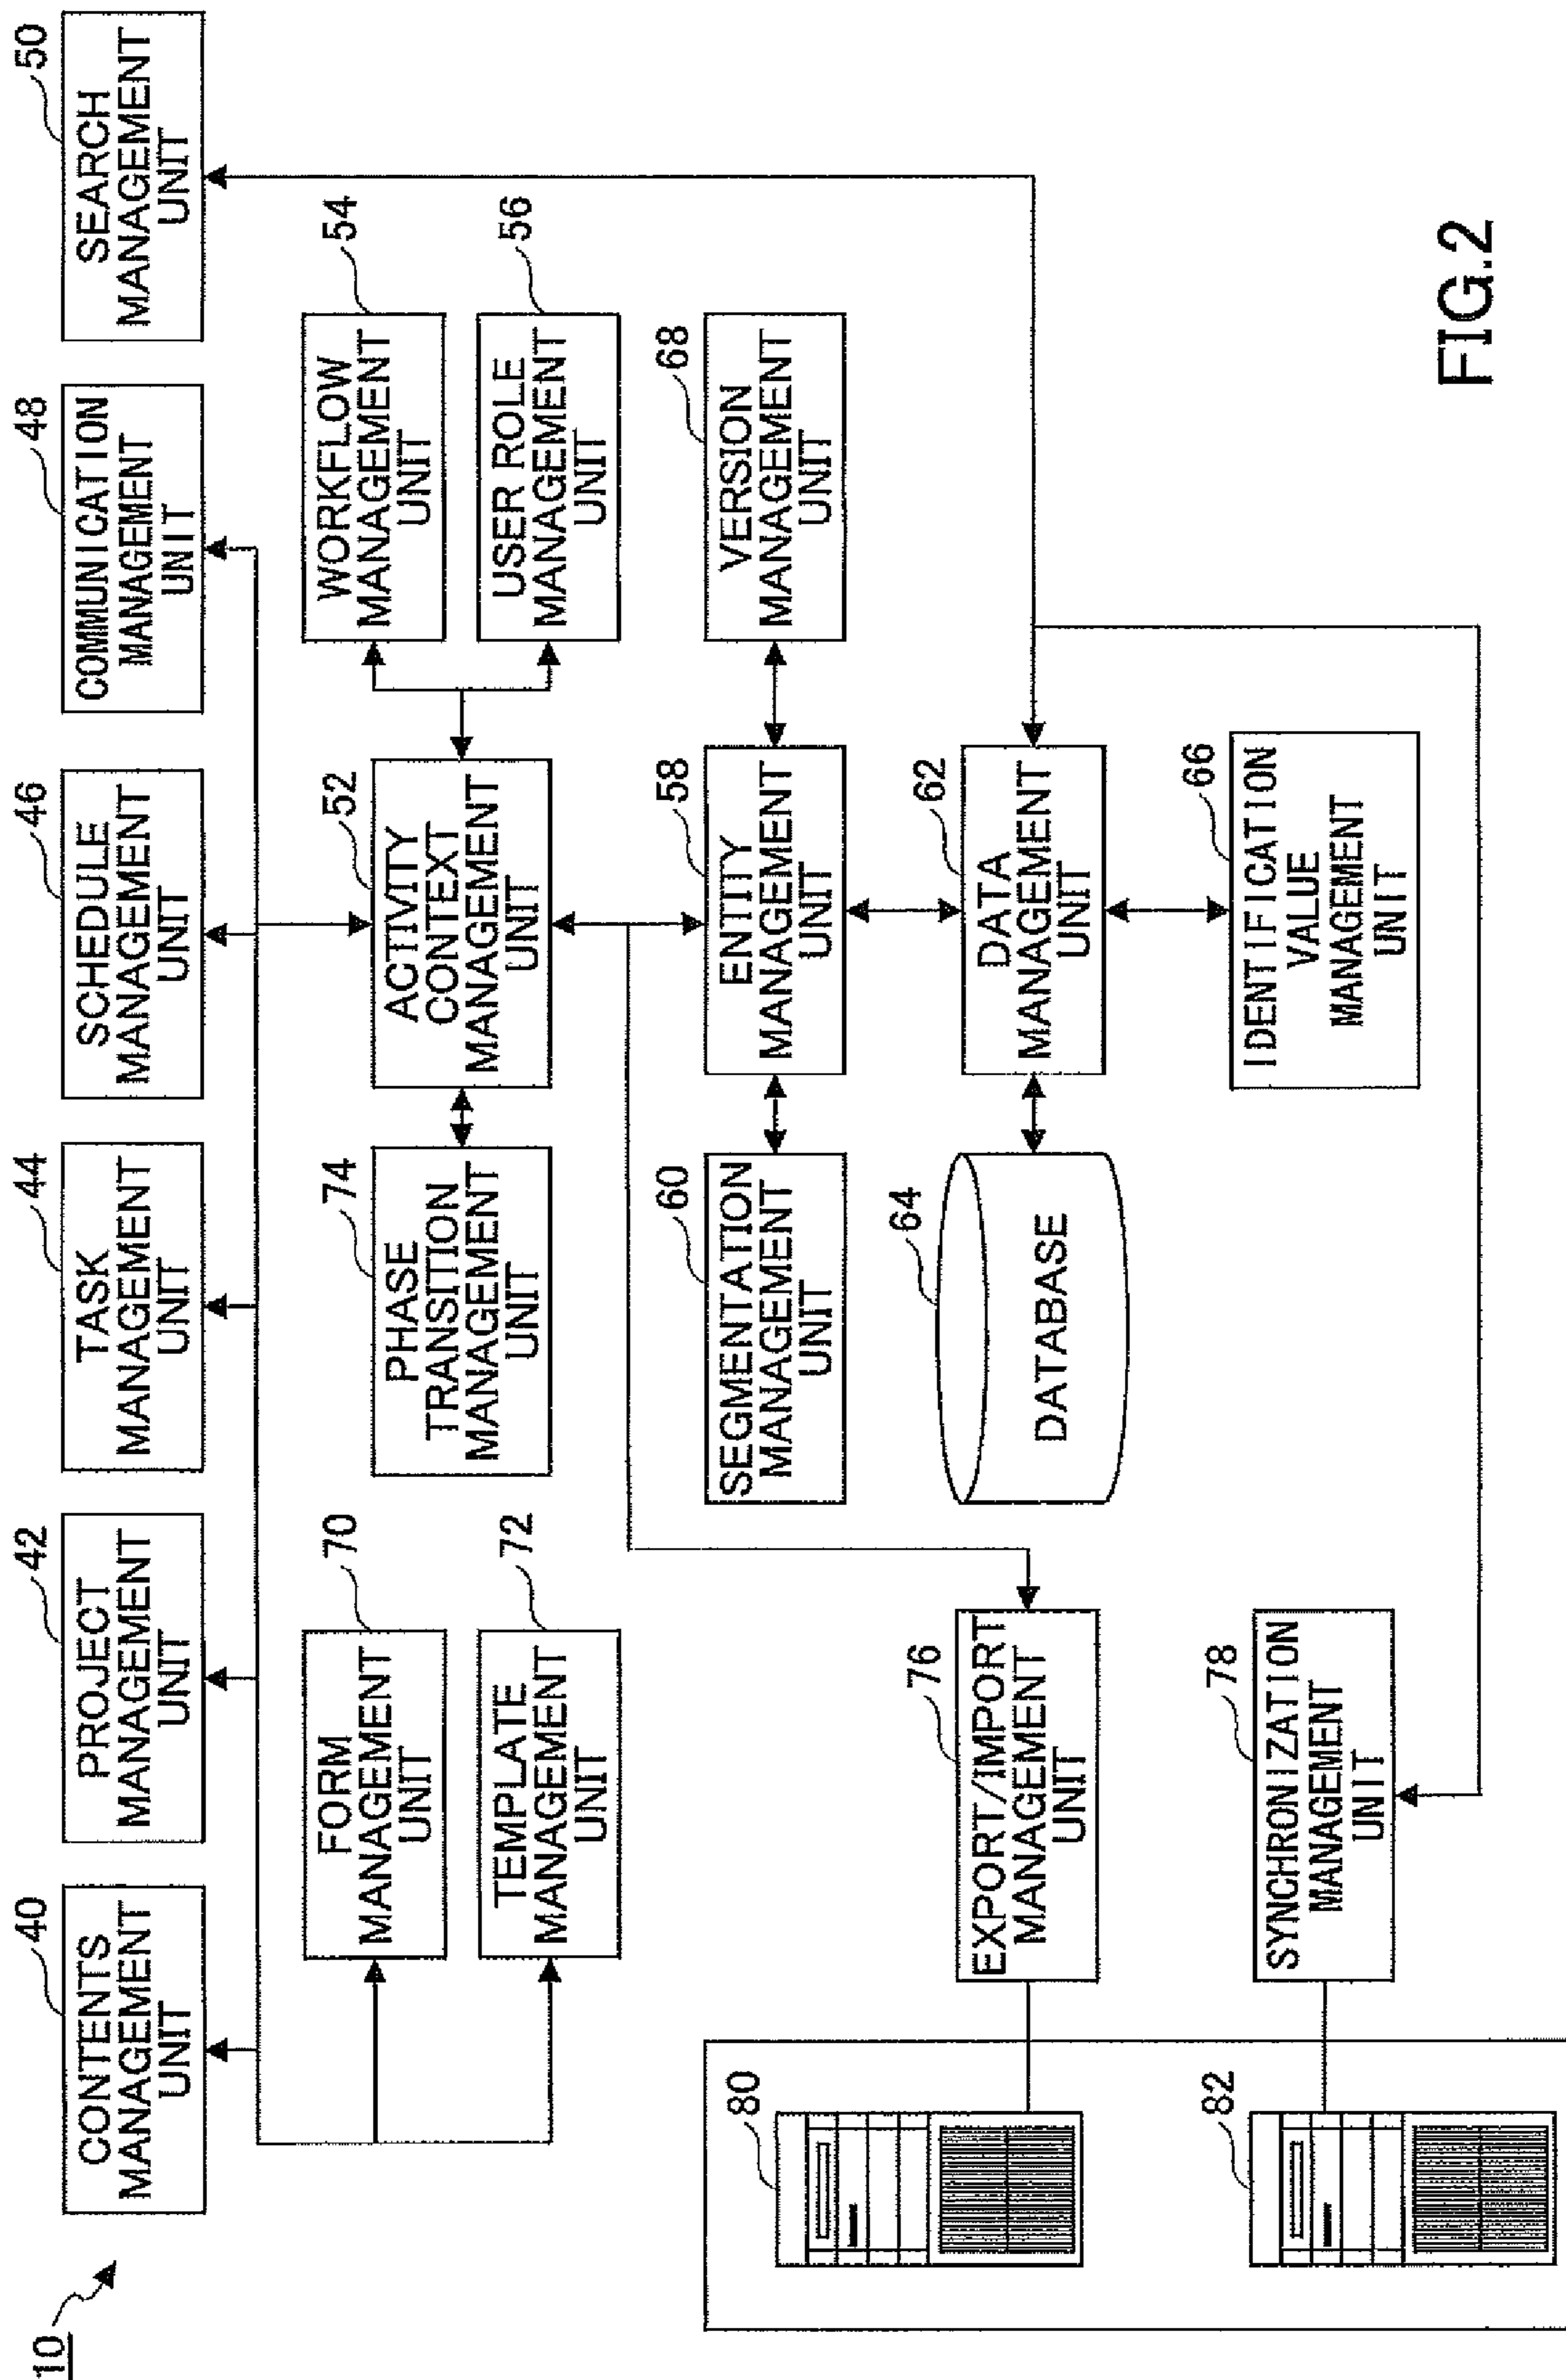 10
40
CONTENTS
MANAGEMENT
UNIT
42
PROJECT
MANAGEMENT
UNIT
44
TASK
MANAGEMENT
UNIT
46
SCHEDULE
MANAGEMENT
UNIT
48
COMMUNICATION
MANAGEMENT
UNIT
50
SEARCH
MANAGEMENT
UNIT
70
FORM
MANAGEMENT
UNIT
72
TEMPLATE
MANAGEMENT
UNIT
74
PHASE
TRANSITION
MANAGEMENT
UNIT
52
ACTIVITY
CONTEXT
MANAGEMENT
UNIT
54
WORKFLOW
MANAGEMENT
UNIT
56
USER ROLE
MANAGEMENT
UNIT
60
SEGMENTATION
MANAGEMENT
UNIT
58
ENTITY
MANAGEMENT
UNIT
68
VERSION
MANAGEMENT
UNIT
80
76
EXPORT/IMPORT
MANAGEMENT
UNIT
64
DATABASE
62
DATA
MANAGEMENT
UNIT
82
78
SYNCHRONIZATION
MANAGEMENT
UNIT
66
IDENTIFICATION
VALUE
MANAGEMENT
UNIT
FIG.2